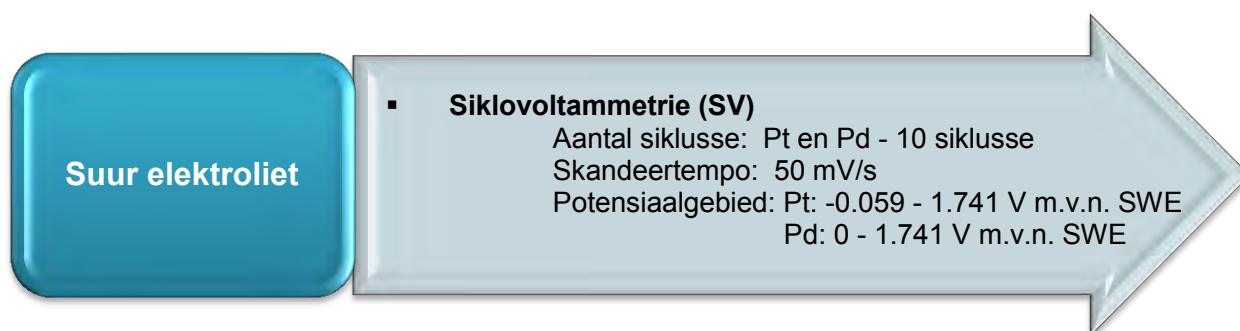 Suur elektroliet
▪ Siklovoltammetrie (SV)
Aantal siklusse: Pt en Pd - 10 siklusse
Skandeertempo: 50 mV/s
Potensiaalgebied: Pt: -0.059 - 1.741 V m.v.n. SWE
Pd: 0 - 1.741 V m.v.n. SWE